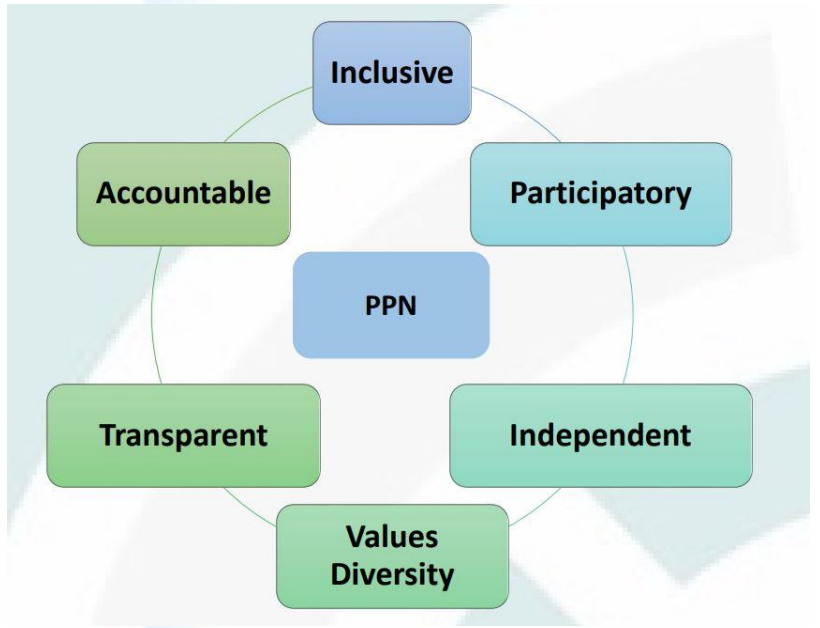 Inclusive
Accountable
Participatory
PPN
Transparent
Independent
Values
Diversity